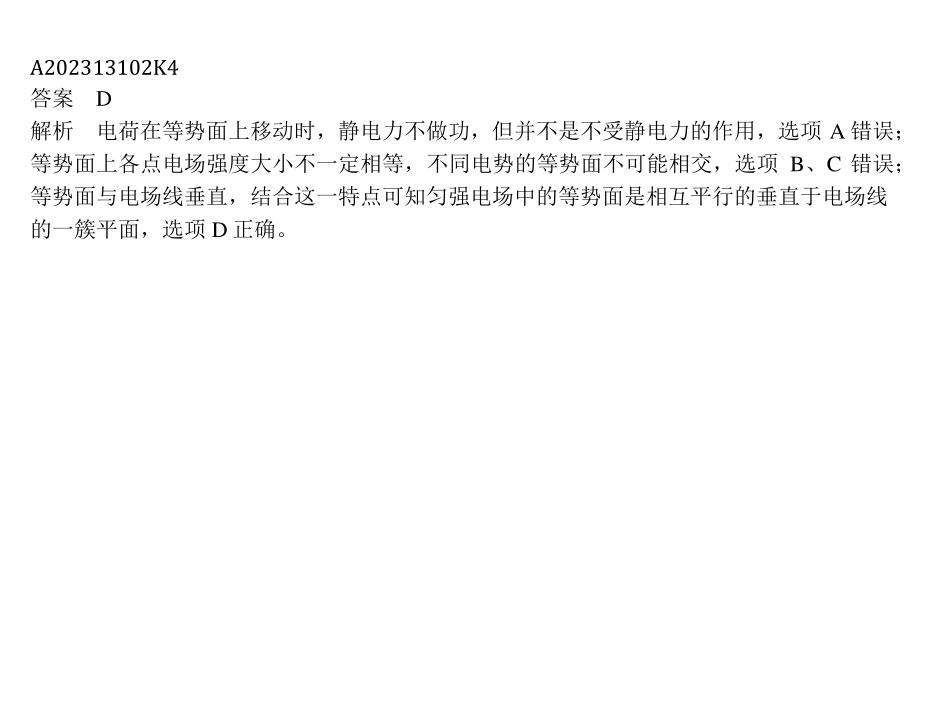 A202313102K4
答案　D
解析　电荷在等势面上移动时，静电力不做功，但并不是不受静电力的作用，选项 A 错误；
等势面上各点电场强度大小不一定相等，不同电势的等势面不可能相交，选项 B、C 错误；
等势面与电场线垂直，结合这一特点可知匀强电场中的等势面是相互平行的垂直于电场线
的一簇平面，选项 D 正确。